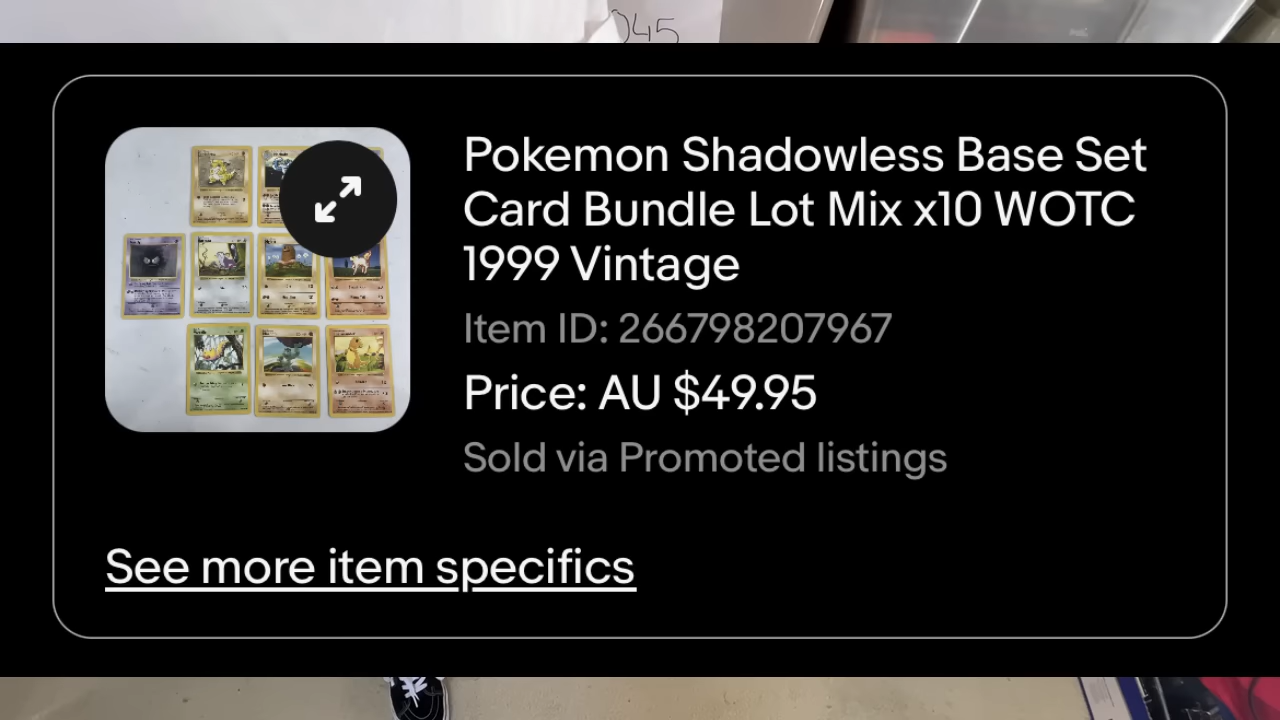 045
Pokemon Shadowless Base Set
Card Bundle Lot Mix x10 WOTC
1999 Vintage
Item ID: 266798207967
Price: AU $49.95
Sold via Promoted listings
See more item specifics